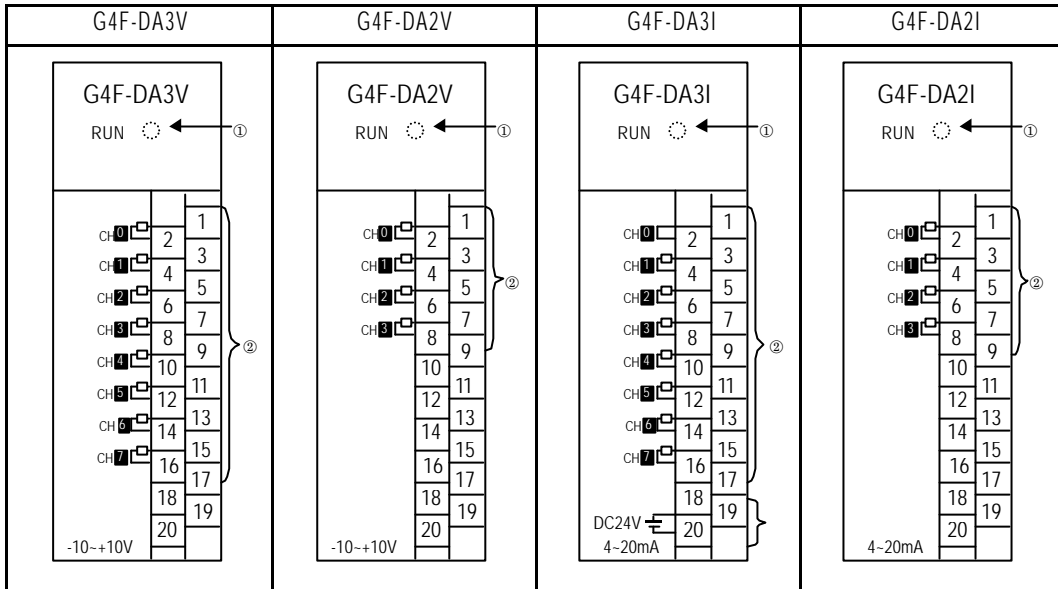 G4F-DA3V G4F-DA2V G4F-DA3I G4F-DA2I
G4F-DA3V
RUN ①
1
CH0 2
3
CH1 4
5
CH2 6
7
CH3 8
9
CH4 10
11
CH5 12
13
CH6 14
15
CH7 16
17
18
19
20
②
-10~+10V
G4F-DA2V
RUN ①
1
CH0 2
3
CH1 4
5
CH2 6
7
CH3 8
9
10
11
12
13
14
15
16
17
18
19
20
②
-10~+10V
G4F-DA3I
RUN ①
1
CH0 2
3
CH1 4
5
CH2 6
7
CH3 8
9
CH4 10
11
CH5 12
13
CH6 14
15
CH7 16
17
18
19
DC24V 20
②
4~20mA
G4F-DA2I
RUN ①
1
CH0 2
3
CH1 4
5
CH2 6
7
CH3 8
9
10
11
12
13
14
15
16
17
18
19
20
②
4~20mA